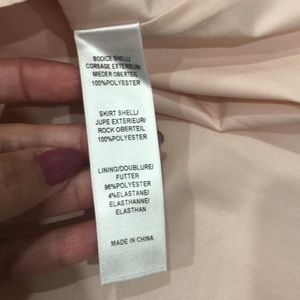 BODICE SHELL/
CORSAGE EXTERIEUR/
MIEDER OBERTEIL
100%POLYESTER
SKIRT SHELL/
JUPE EXTERIEUR/
ROCK OBERTEIL
100%POLYESTER
LINING/DOUBLURE/
FUTTER
96%POLYESTER
4%ELASTANE/
ELASTHANNE/
ELASTHAN
MADE IN CHINA